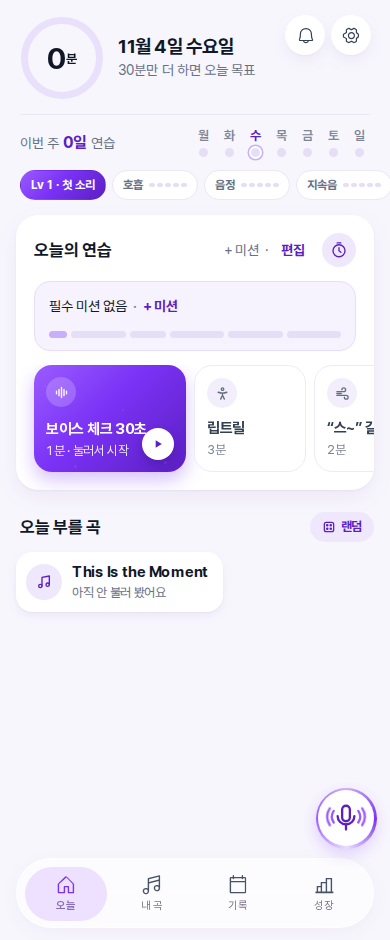 0분
11월 4일 수요일
30분만 더 하면 오늘 목표
이번 주 0일 연습
월 화 수 목 금 토 일
Lv 1 · 첫 소리
호흡
음정
지속음
오늘의 연습
+ 미션 · 편집
필수 미션 없음 · + 미션
보이스 체크 30초
1분 · 눌러서 시작
립트릴
3분
“스~” 길
2분
오늘 부를 곡
랜덤
This Is the Moment
아직 안 불러 봤어요
오늘
내 곡
기록
성장